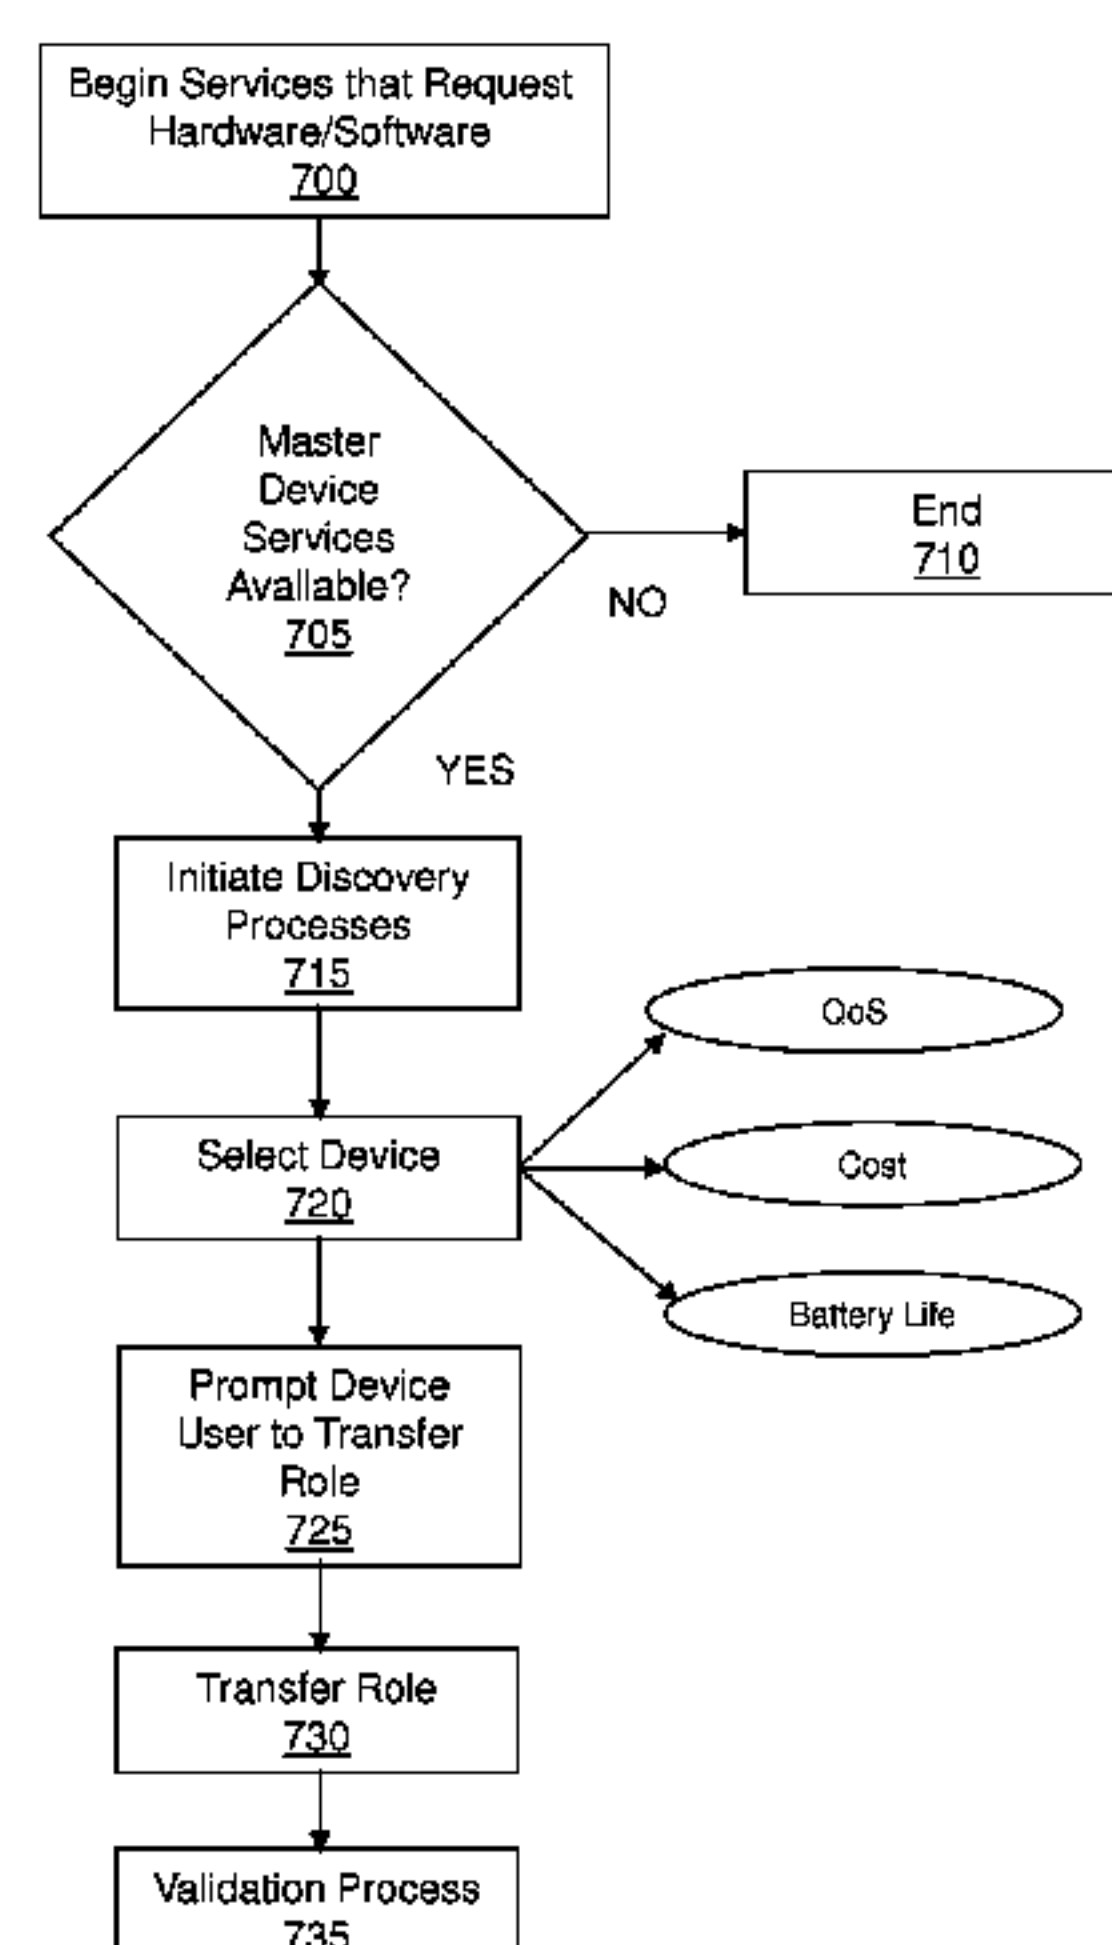 Begin Services that Request
Hardware/Software
700
Master
Device
Services
Available?
705
End
710
NO
YES
Initiate Discovery
Processes
715
QoS
Select Device
720
Cost
Battery Life
Prompt Device
User to Transfer
Role
725
Transfer Role
730
Validation Process
735